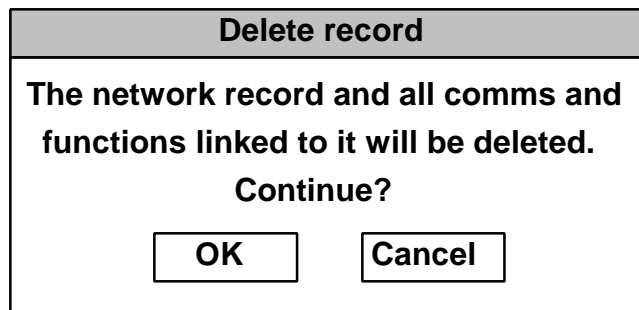 Delete record
The network record and all comms and
functions linked to it will be deleted.
Continue?
OK
Cancel